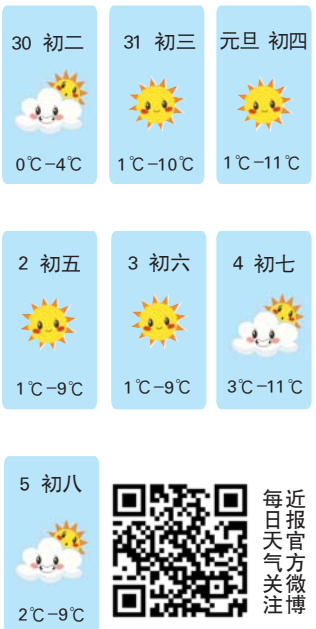 30 初二
0℃-4℃
31 初三
1℃-10℃
元旦 初四
1℃-11℃
2 初五
1℃-9℃
3 初六
1℃-9℃
4 初七
3℃-11℃
5 初八
2℃-9℃
近报官方微博
每日天气关注